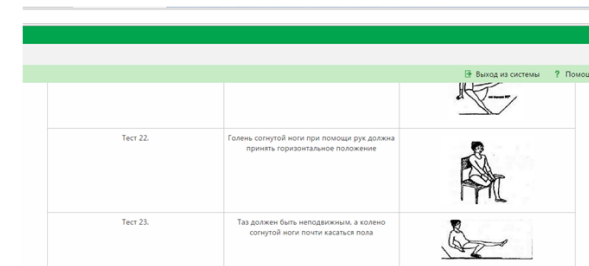 Выход из системы
? Помощ
Тест 22.
Голень согнутой ноги при помощи рук должна
принять горизонтальное положение
Тест 23.
Таз должен быть неподвижным, а колено
согнутой ноги почти касаться пола